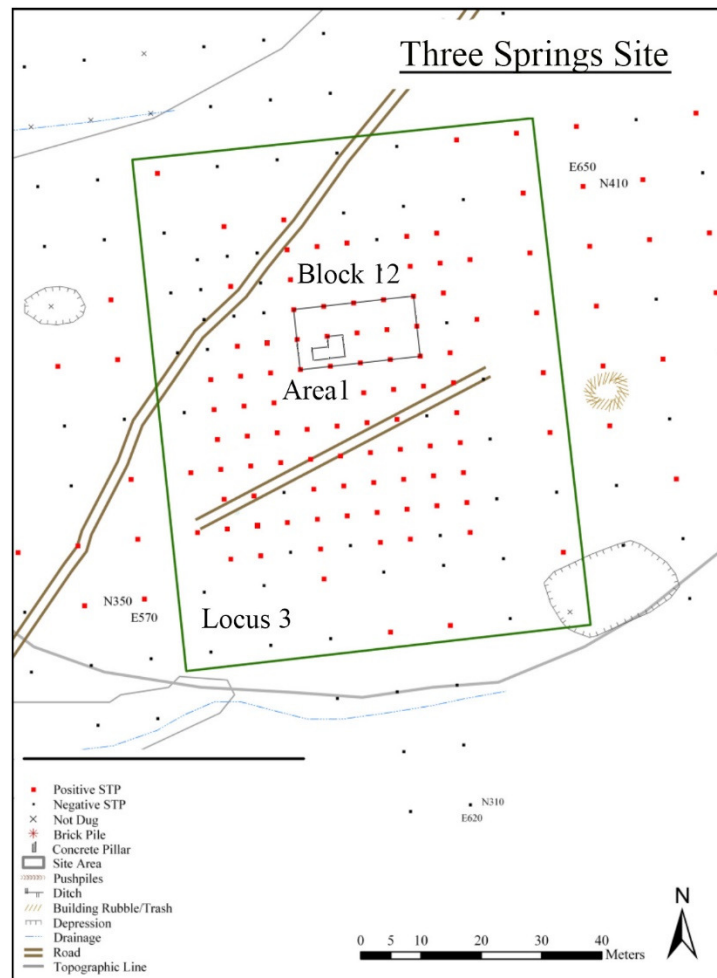 Three Springs Site
E650
N410
Block 12
Area1
N350
E570
Locus 3
N310
E620
Positive STP
Negative STP
Not Dug
Brick Pile
Concrete Pillar
Site Area
Pushpiles
Ditch
Building Rubble/Trash
Depression
Drainage
Road
Topographic Line
N
0 5 10 20 30 40
Meters